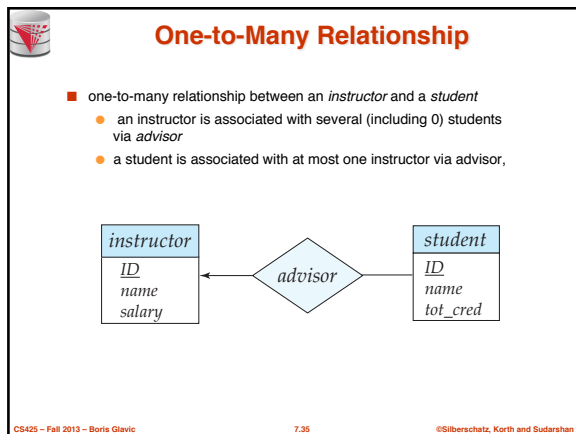 One-to-Many Relationship
one-to-many relationship between an instructor and a student
an instructor is associated with several (including 0) students
via advisor
a student is associated with at most one instructor via advisor,
instructor
ID
name
salary
advisor
student
ID
name
tot_cred
CS425 – Fall 2013 – Boris Glavic
7.35
©Silberschatz, Korth and Sudarshan